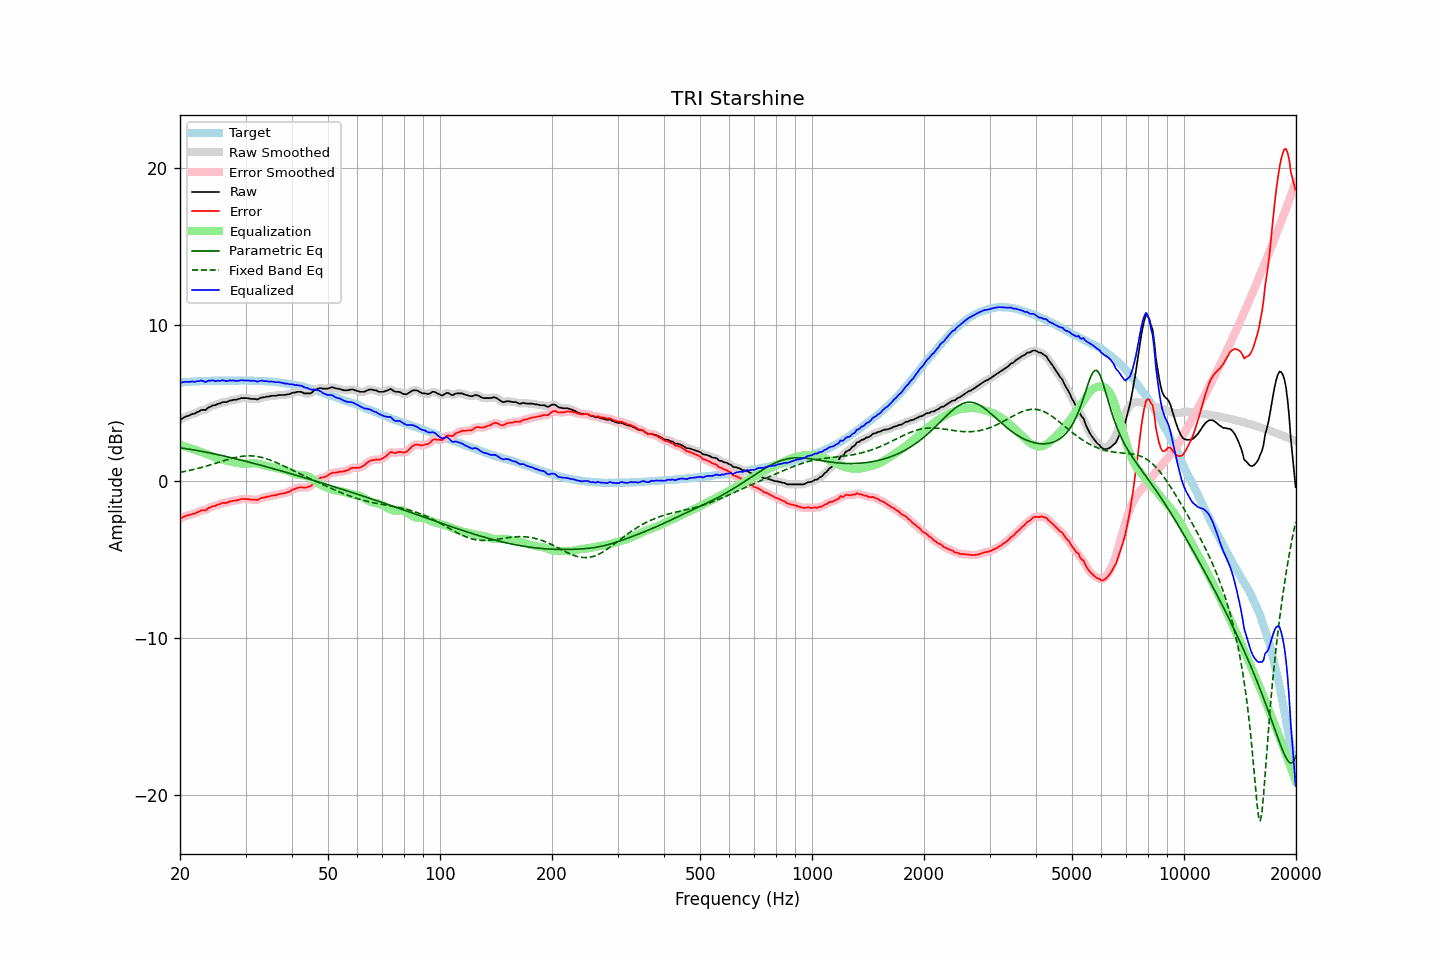 TRI Starshine
Target
Raw Smoothed
Error Smoothed
Raw
Error
Equalization
Parametric Eq
Fixed Band Eq
Equalized
Amplitude (dBr)
20
10
0
−10
−20
20
50
100
200
500
1000
2000
5000
10000
20000
Frequency (Hz)